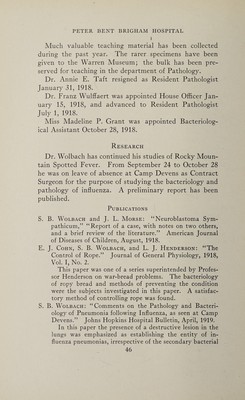 PETER BENT BRIGHAM HOSPITAL
Much valuable teaching material has been collected
during the past year. The rarer specimens have been
given to the Warren Museum; the bulk has been pre-
served for teaching in the department of Pathology.
Dr. Annie E. Taft resigned as Resident Pathologist
January 31, 1918.
Dr. Franz Wulffaert was appointed House Officer Jan-
uary 15, 1918, and advanced to Resident Pathologist
July 1, 1918.
Miss Madeline P. Grant was appointed Bacteriolog-
ical Assistant October 28, 1918.
RESEARCH
Dr. Wolbach has continued his studies of Rocky Moun-
tain Spotted Fever. From September 24 to October 28
he was on leave of absence at Camp Devens as Contract
Surgeon for the purpose of studying the bacteriology and
pathology of influenza. A preliminary report has been
published.
PUBLICATIONS
S. B. WOLBACH and J. L. MORSE: "Neuroblastoma Sym-
pathicum," "Report of a case, with notes on two others,
and a brief review of the literature." American Journal
of Diseases of Children, August, 1918.
E. J. COHN, S. B. WOLBACH, and L. J. HENDERSON: "The
Control of Rope." Journal of General Physiology, 1918,
Vol. I, No. 2.
This paper was one of a series superintended by Profes-
sor Henderson on war-bread problems. The bacteriology
of ropy bread and methods of preventing the condition
were the subjects investigated in this paper. A satisfac-
tory method of controlling rope was found.
S. B. WOLBACH: "Comments on the Pathology and Bacteri-
ology of Pneumonia following Influenza, as seen at Camp
Devens." Johns Hopkins Hospital Bulletin, April, 1919.
In this paper the presence of a destructive lesion in the
lungs was emphasized as establishing the entity of in-
fluenza pneumonias, irrespective of the secondary bacterial
46